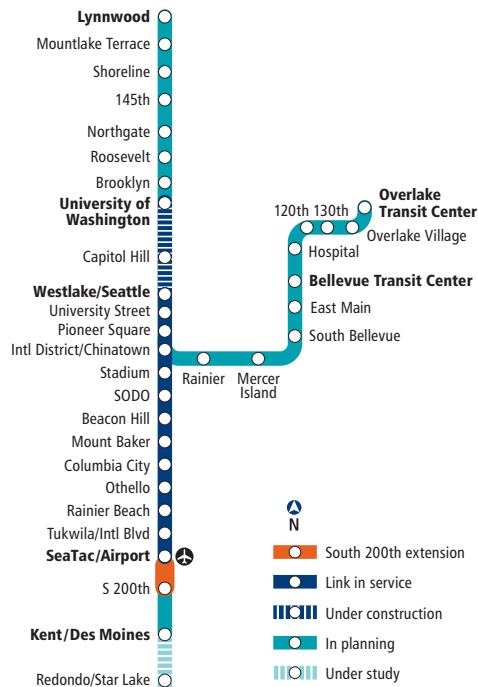 Lynnwood
Mountlake Terrace
Shoreline
145th
Northgate
Roosevelt
Brooklyn
University of
Washington
Capitol Hill
Westlake/Seattle
University Street
Pioneer Square
Intl District/Chinatown
Stadium
SODO
Beacon Hill
Mount Baker
Columbia City
Othello
Rainier Beach
Tukwila/Intl Blvd
SeaTac/Airport
S 200th
Kent/Des Moines
Redondo/Star Lake
Overlake
Transit Center
120th 130th
Overlake Village
Hospital
Bellevue Transit Center
East Main
South Bellevue
Rainier
Mercer
Island
N
South 200th extension
Link in service
Under construction
In planning
Under study